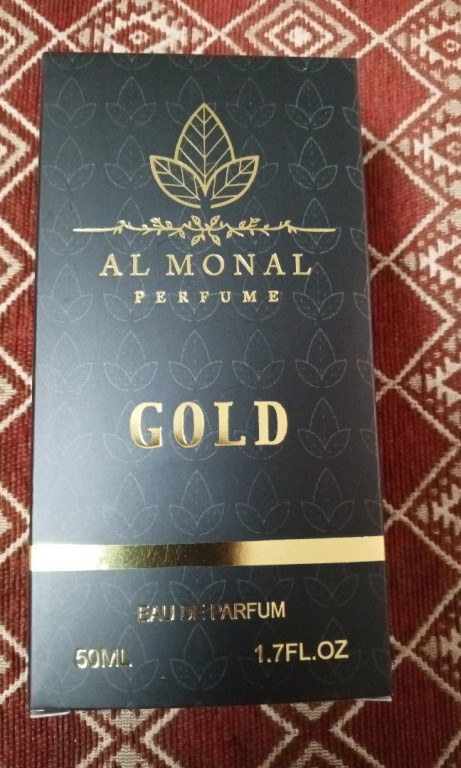 AL MONAL
PERFUME
GOLD
EAU DE PARFUM
50ML 1.7FL.OZ